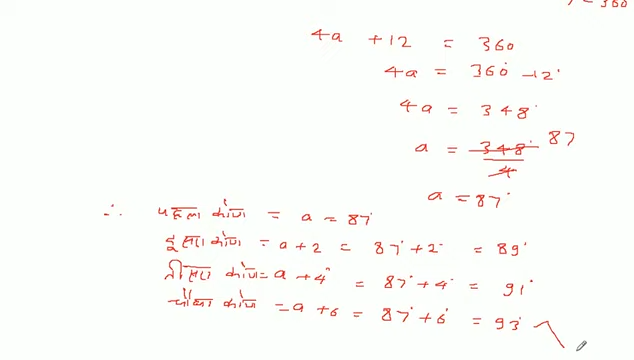 = 360
4a + 12 = 360
4a = 360° - 12°
4a = 348°
a = 348°/4 87
a = 87°
∴ पहला कोण = a = 87°
दूसरा कोण = a + 2 = 87° + 2° = 89°
तीसरा कोण = a + 4° = 87° + 4° = 91°
चौथा कोण = a + 6 = 87° + 6° = 93°